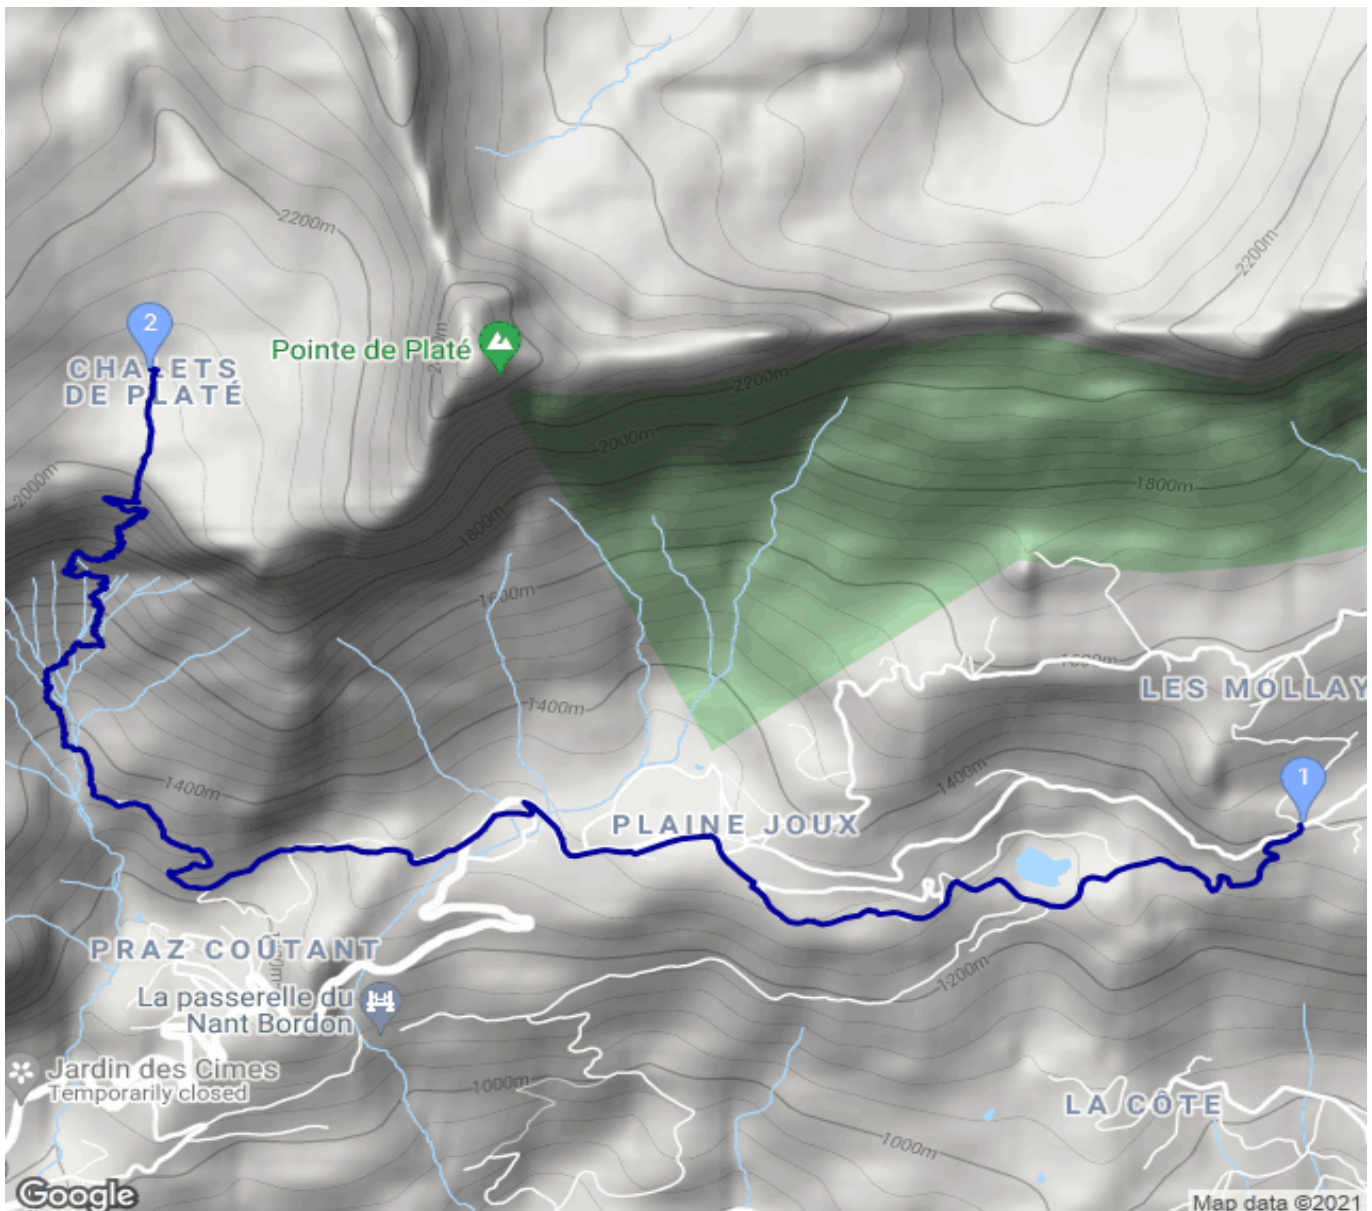 2200m
2200m
2
Pointe de Platé
CHALETS
DE PLATÉ
2200m
2000m
2000m
1800m
1800m
1600m
1400m
LES MOLLAY
1400m
1400m
1
PLAINE JOUX
PRAZ COÛTANT
1200m
La passerelle du
Nant Bordon
Jardin des Cimes
Temporarily closed
1000m
LA CÔTE
1000m
Google
Map data ©2021